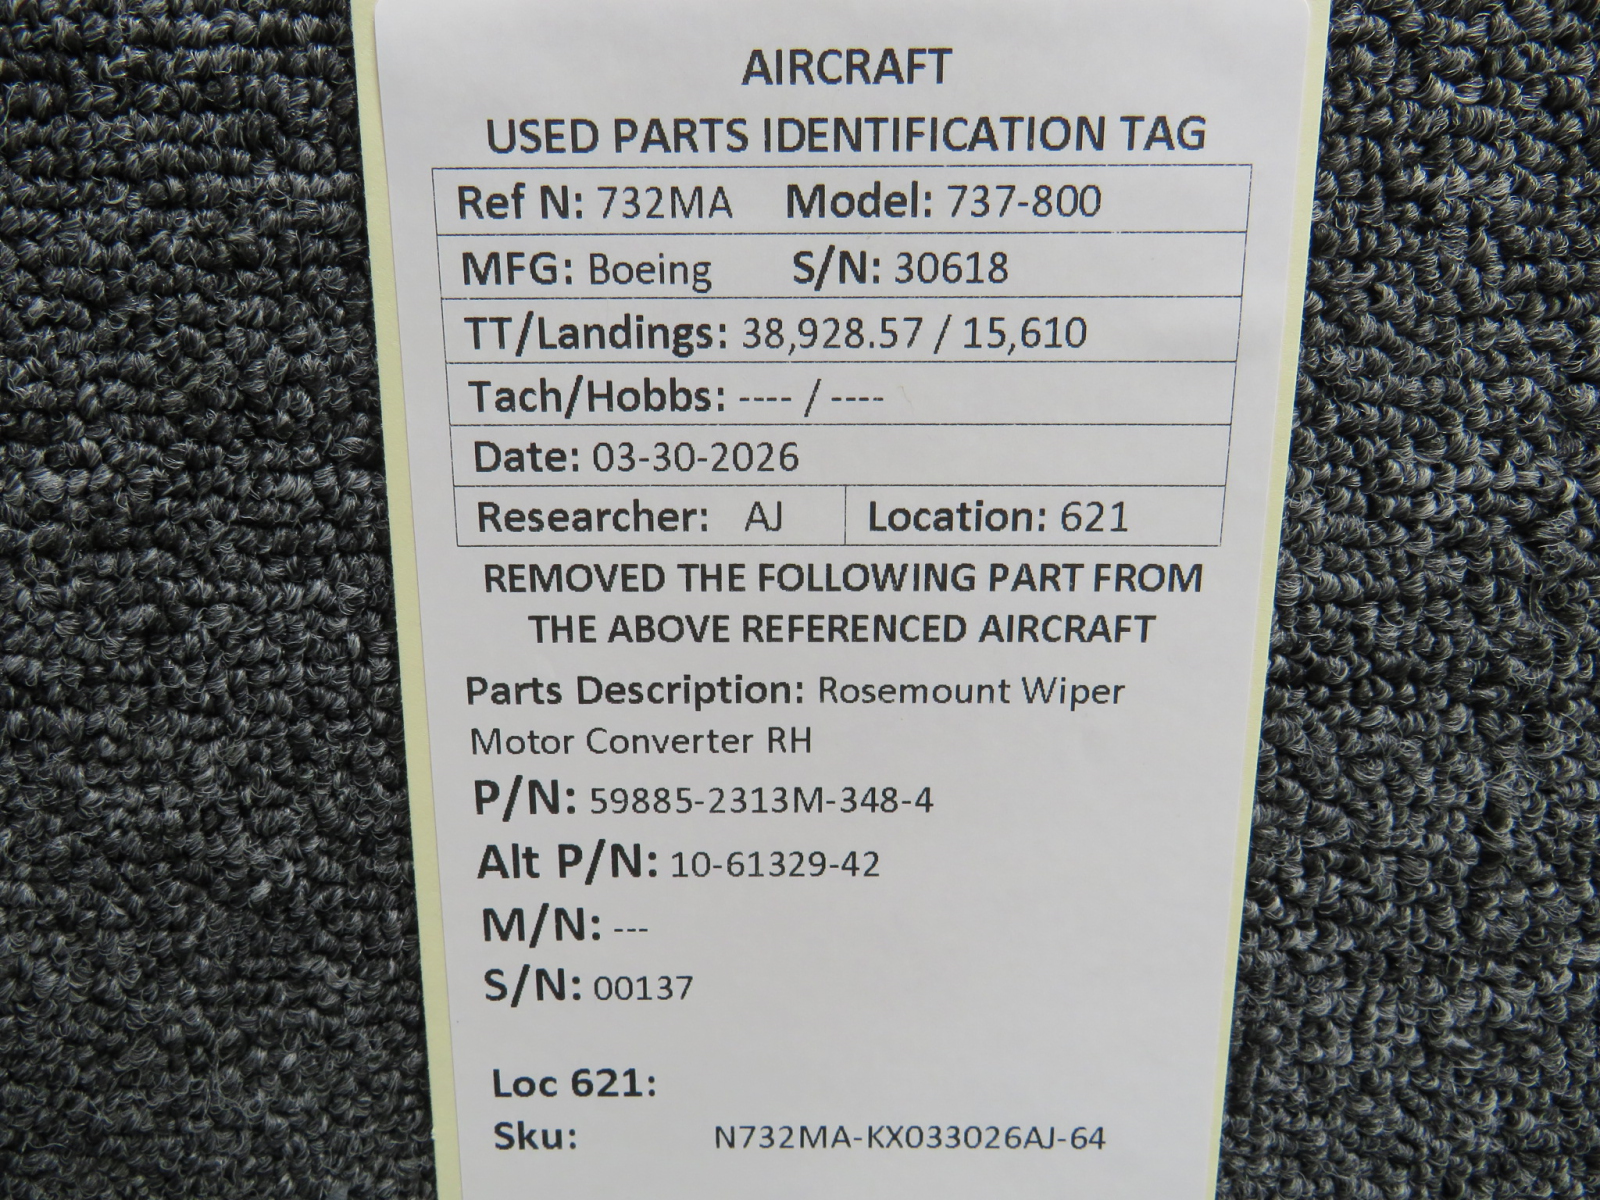 AIRCRAFT
USED PARTS IDENTIFICATION TAG
Ref N: 732MA Model: 737-800
MFG: Boeing S/N: 30618
TT/Landings: 38,928.57 / 15,610
Tach/Hobbs: ---- / ----
Date: 03-30-2026
Researcher: AJ Location: 621
REMOVED THE FOLLOWING PART FROM
THE ABOVE REFERENCED AIRCRAFT
Parts Description: Rosemount Wiper
Motor Converter RH
P/N: 59885-2313M-348-4
Alt P/N: 10-61329-42
M/N: ---
S/N: 00137
Loc 621:
Sku: N732MA-KX033026AJ-64